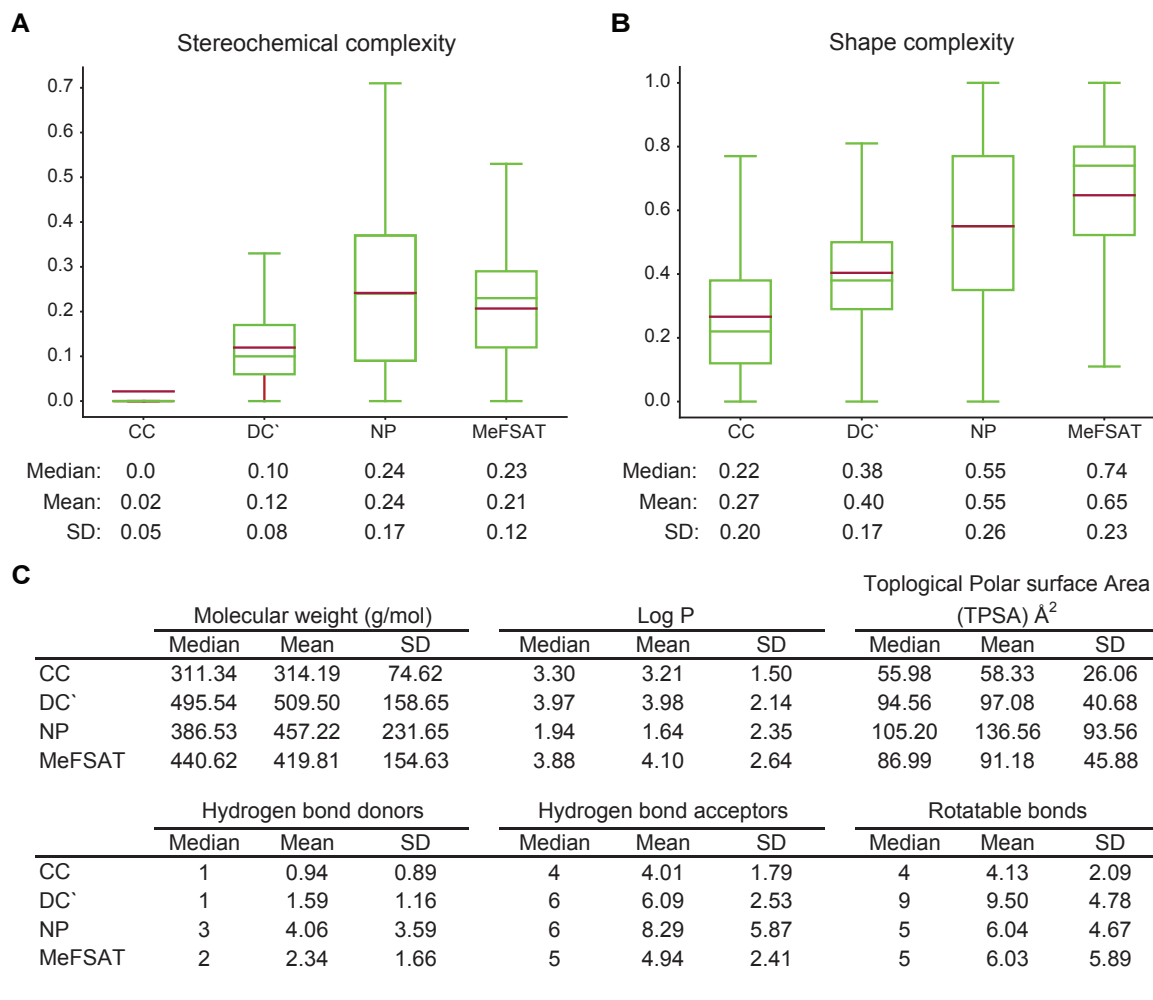 A
Stereochemical complexity
0.7
0.6
0.5
0.4
0.3
0.2
0.1
0.0
CC DC` NP MeFSAT
Median: 0.0 0.10 0.24 0.23
Mean: 0.02 0.12 0.24 0.21
SD: 0.05 0.08 0.17 0.12
B
Shape complexity
1.0
0.8
0.6
0.4
0.2
0.0
CC DC` NP MeFSAT
Median: 0.22 0.38 0.55 0.74
Mean: 0.27 0.40 0.55 0.65
SD: 0.20 0.17 0.26 0.23
C
Toplogical Polar surface Area
Molecular weight (g/mol) Log P (TPSA) Å²
Median Mean SD Median Mean SD Median Mean SD
CC 311.34 314.19 74.62 3.30 3.21 1.50 55.98 58.33 26.06
DC` 495.54 509.50 158.65 3.97 3.98 2.14 94.56 97.08 40.68
NP 386.53 457.22 231.65 1.94 1.64 2.35 105.20 136.56 93.56
MeFSAT 440.62 419.81 154.63 3.88 4.10 2.64 86.99 91.18 45.88
Hydrogen bond donors Hydrogen bond acceptors Rotatable bonds
Median Mean SD Median Mean SD Median Mean SD
CC 1 0.94 0.89 4 4.01 1.79 4 4.13 2.09
DC` 1 1.59 1.16 6 6.09 2.53 9 9.50 4.78
NP 3 4.06 3.59 6 8.29 5.87 5 6.04 4.67
MeFSAT 2 2.34 1.66 5 4.94 2.41 5 6.03 5.89